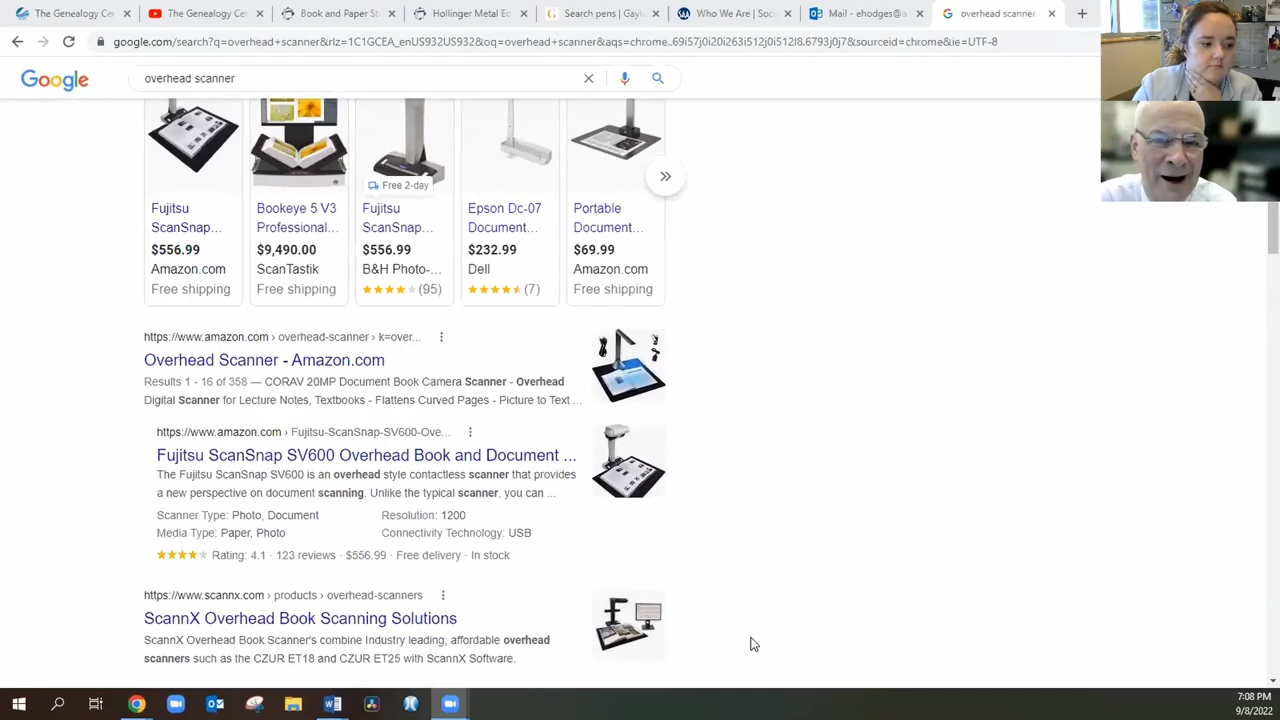 The Genealogy Ce
The Genealogy Cen
Book and Paper St
Hollinger Metal Ec
Search pens | Gayl
Who We Are | Soc
Mail - ehodges@a
overhead scanner
google.com/search?q=overhead+scanner&rlz=1C1GCEA_enUS932US932&oq=overhead+scanner&aqs=chrome..69i57j0i20i263i512j0i512l8.6793j0j7&sourceid=chrome&ie=UTF-8
Google
overhead scanner
Free 2-day
Fujitsu
ScanSnap...
$556.99
Amazon.com
Free shipping
Bookeye 5 V3
Professional...
$9,490.00
ScanTastik
Free shipping
Fujitsu
ScanSnap...
$556.99
B&H Photo-...
(95)
Epson Dc-07
Document...
$232.99
Dell
(7)
Portable
Document...
$69.99
Amazon.com
Free shipping
https://www.amazon.com › overhead-scanner › k=over...
Overhead Scanner - Amazon.com
Results 1 - 16 of 358 — CORAV 20MP Document Book Camera Scanner - Overhead
Digital Scanner for Lecture Notes, Textbooks - Flattens Curved Pages - Picture to Text ...
https://www.amazon.com › Fujitsu-ScanSnap-SV600-Ove...
Fujitsu ScanSnap SV600 Overhead Book and Document ...
The Fujitsu ScanSnap SV600 is an overhead style contactless scanner that provides
a new perspective on document scanning. Unlike the typical scanner, you can ...
Scanner Type: Photo, Document Resolution: 1200
Media Type: Paper, Photo Connectivity Technology: USB
Rating: 4.1 · 123 reviews · $556.99 · Free delivery · In stock
https://www.scannx.com › products › overhead-scanners
ScannX Overhead Book Scanning Solutions
ScannX Overhead Book Scanner's combine Industry leading, affordable overhead
scanners such as the CZUR ET18 and CZUR ET25 with ScannX Software.
7:08 PM
9/8/2022